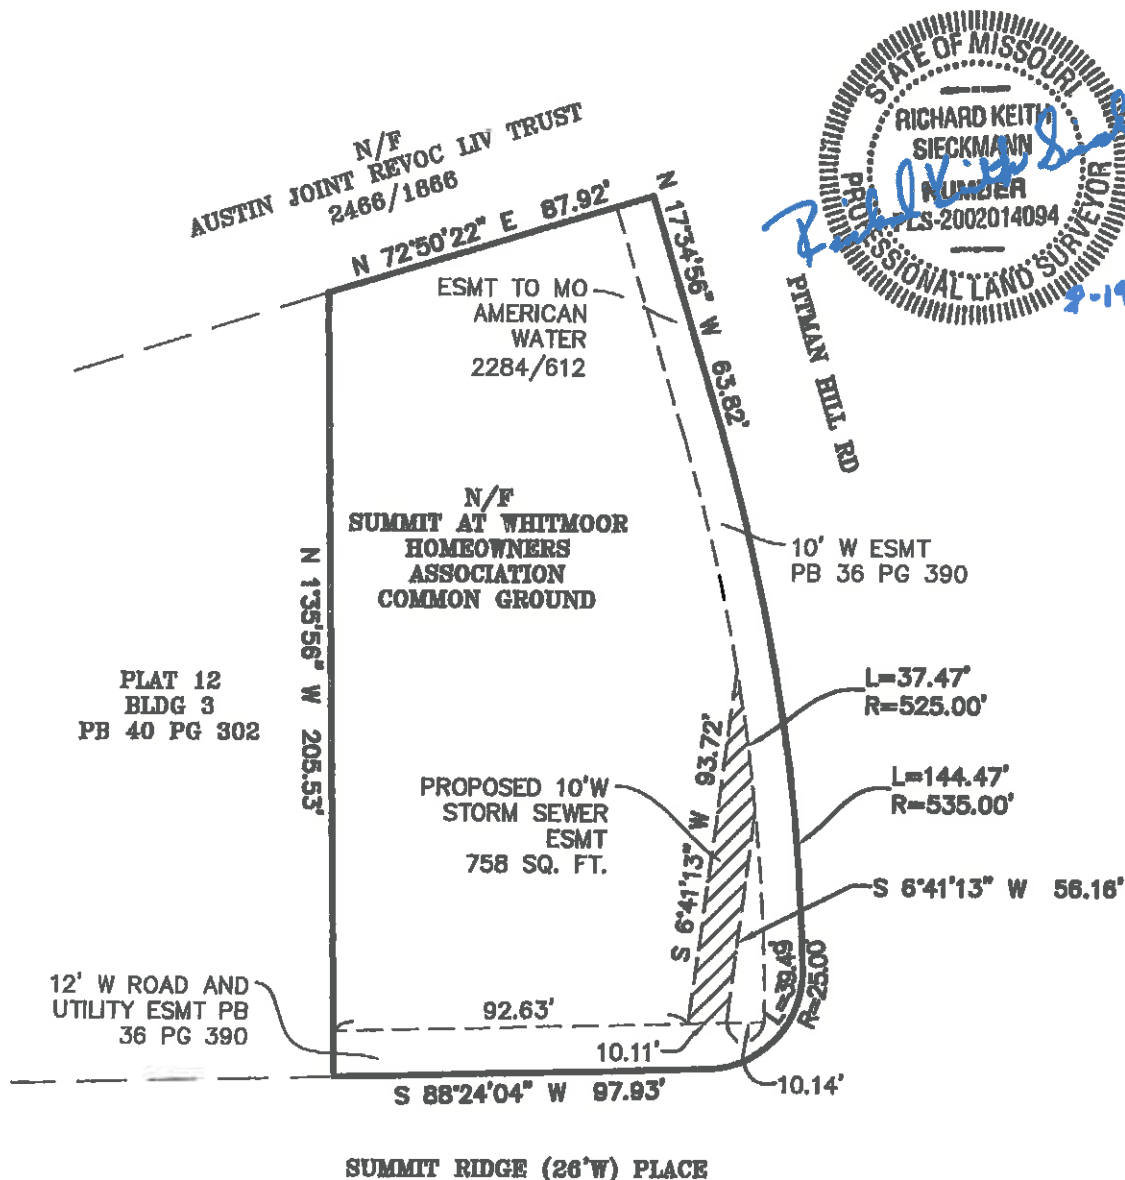 STATE OF MISSOURI
RICHARD KEITH
SIECKMANN
NUMBER
PLS-2002014094
PROFESSIONAL LAND SURVEYOR
N/F
AUSTIN JOINT REVOC LIV TRUST
2466/1866
N 72°50'22" E 87.92'
N 17°34'56" W 63.82'
PITMAN HILL RD
ESMT TO MO
AMERICAN
WATER
2284/612
N/F
SUMMIT AT WHITMOOR
HOMEOWNERS
ASSOCIATION
COMMON GROUND
10' W ESMT
PB 36 PG 390
N 1°35'56" W 205.53'
PLAT 12
BLDG 3
PB 40 PG 302
L=37.47'
R=525.00'
L=144.47'
R=535.00'
PROPOSED 10'W
STORM SEWER
ESMT
758 SQ. FT.
S 6°41'13" W 93.72'
S 6°41'13" W 56.16'
L=39.49'
R=25.00'
12' W ROAD AND
UTILITY ESMT PB
36 PG 390
92.63'
10.11'
10.14'
S 88°24'04" W 97.93'
SUMMIT RIDGE (26'W) PLACE